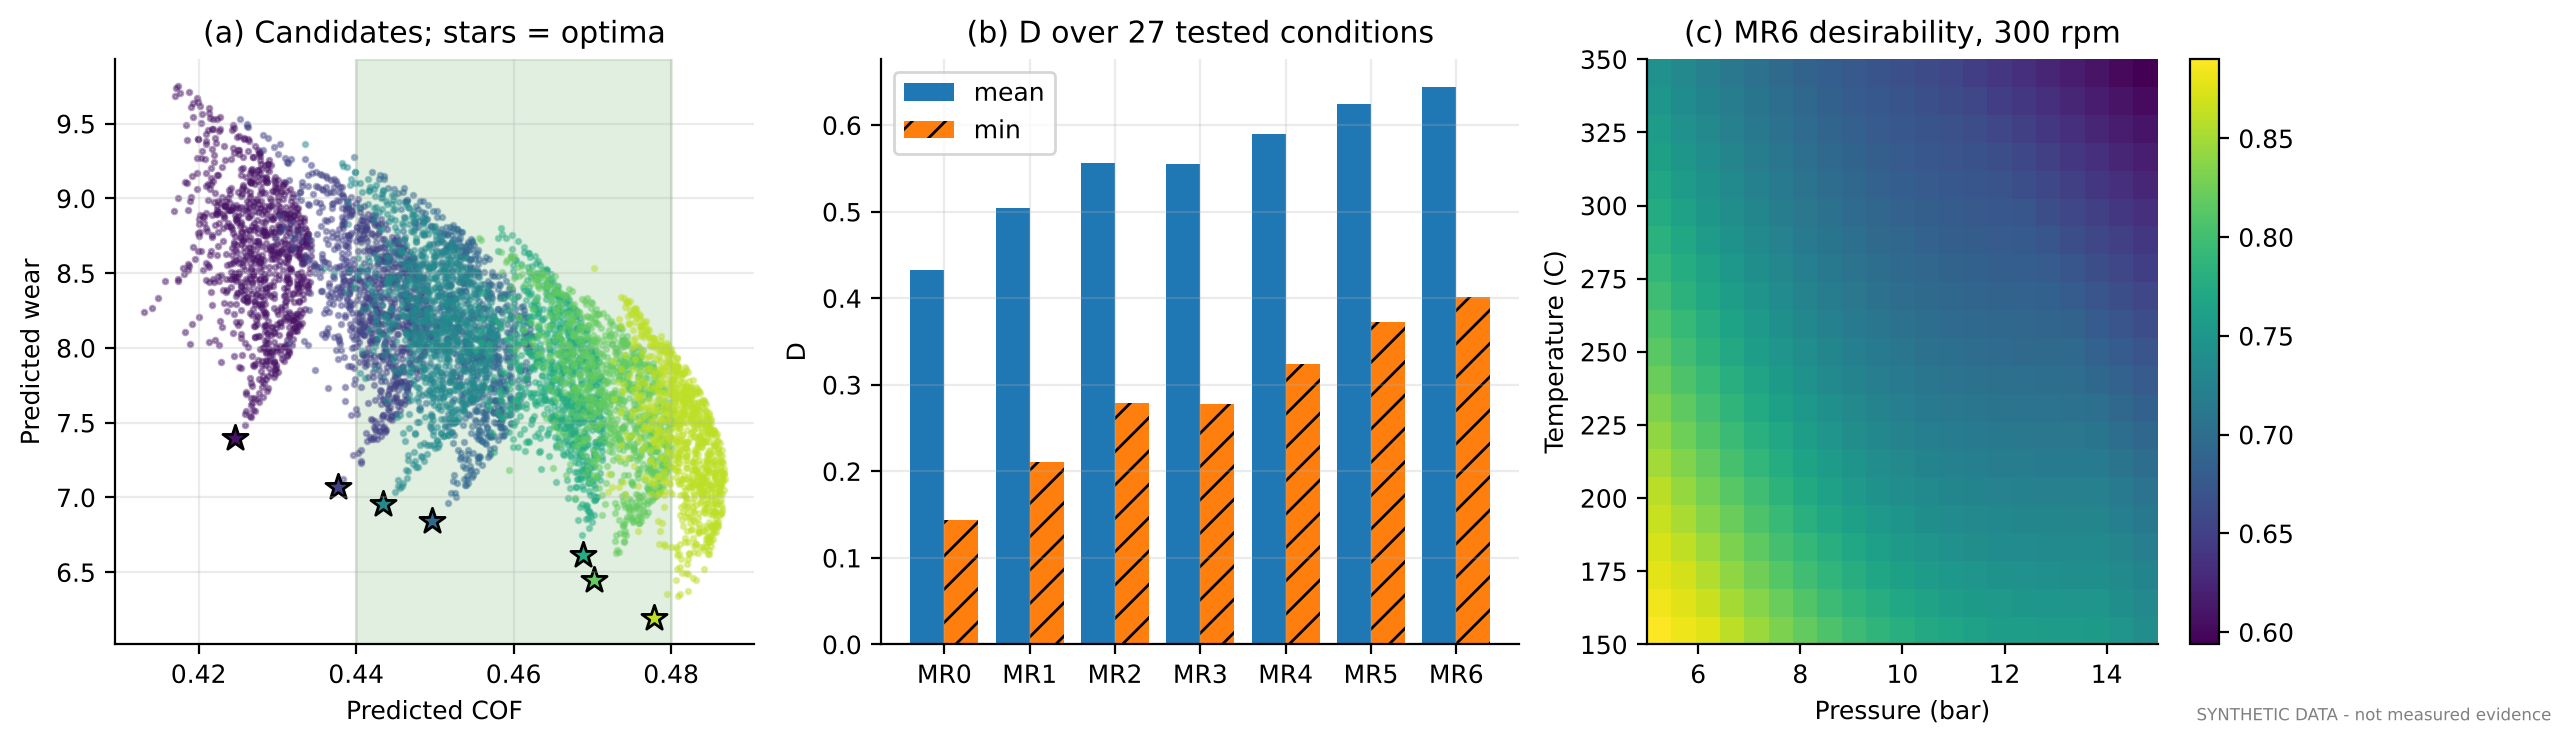 (a) Candidates; stars = optima
9.5
9.0
8.5
8.0
7.5
7.0
6.5
Predicted wear
0.42 0.44 0.46 0.48
Predicted COF
(b) D over 27 tested conditions
mean
min
0.6
0.5
0.4
0.3
0.2
0.1
0.0
D
MR0 MR1 MR2 MR3 MR4 MR5 MR6
(c) MR6 desirability, 300 rpm
350
325
300
275
250
225
200
175
150
Temperature (C)
6 8 10 12 14
Pressure (bar)
0.85
0.80
0.75
0.70
0.65
0.60
SYNTHETIC DATA - not measured evidence